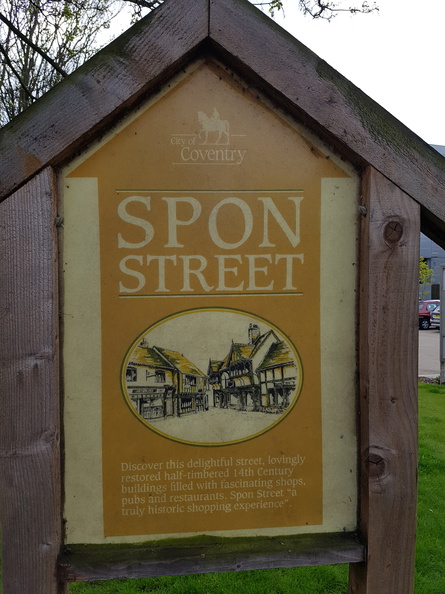 City of
Coventry
SPON
STREET
Discover this delightful street, lovingly
restored half-timbered 14th Century
buildings filled with fascinating shops,
pubs and restaurants. Spon Street "a
truly historic shopping experience".